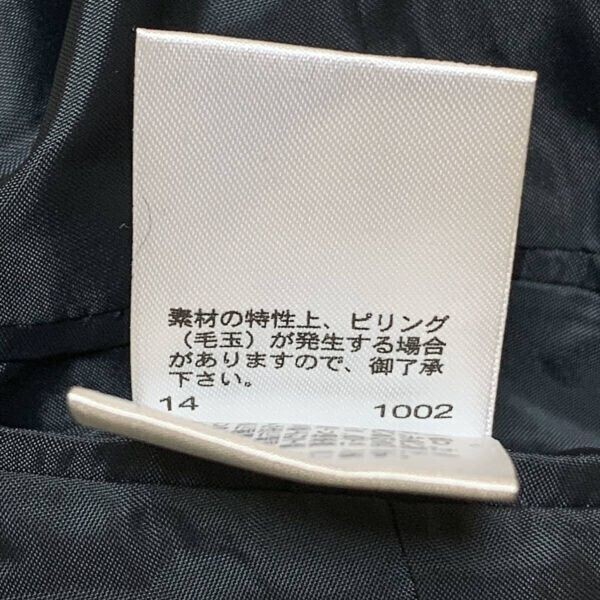 素材の特性上、ピリング
（毛玉）が発生する場合
がありますので、御了承
下さい。
14 1002